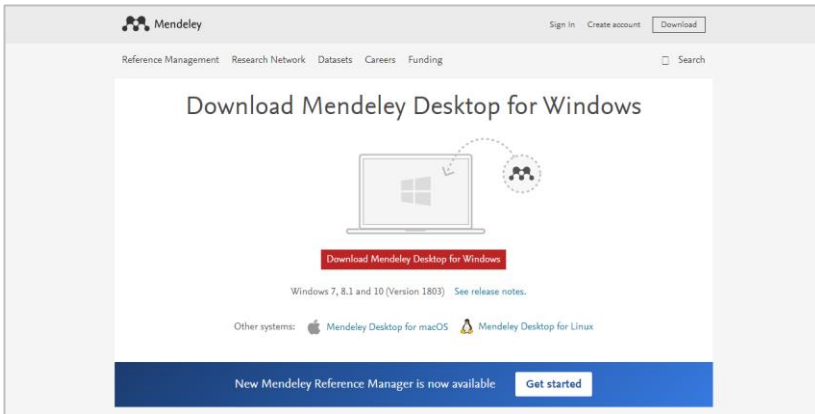 Mendeley
Sign in Create account Download
Reference Management Research Network Datasets Careers Funding Search
Download Mendeley Desktop for Windows
Download Mendeley Desktop for Windows
Windows 7, 8.1 and 10 (Version 1803) See release notes.
Other systems: Mendeley Desktop for macOS Mendeley Desktop for Linux
New Mendeley Reference Manager is now available Get started